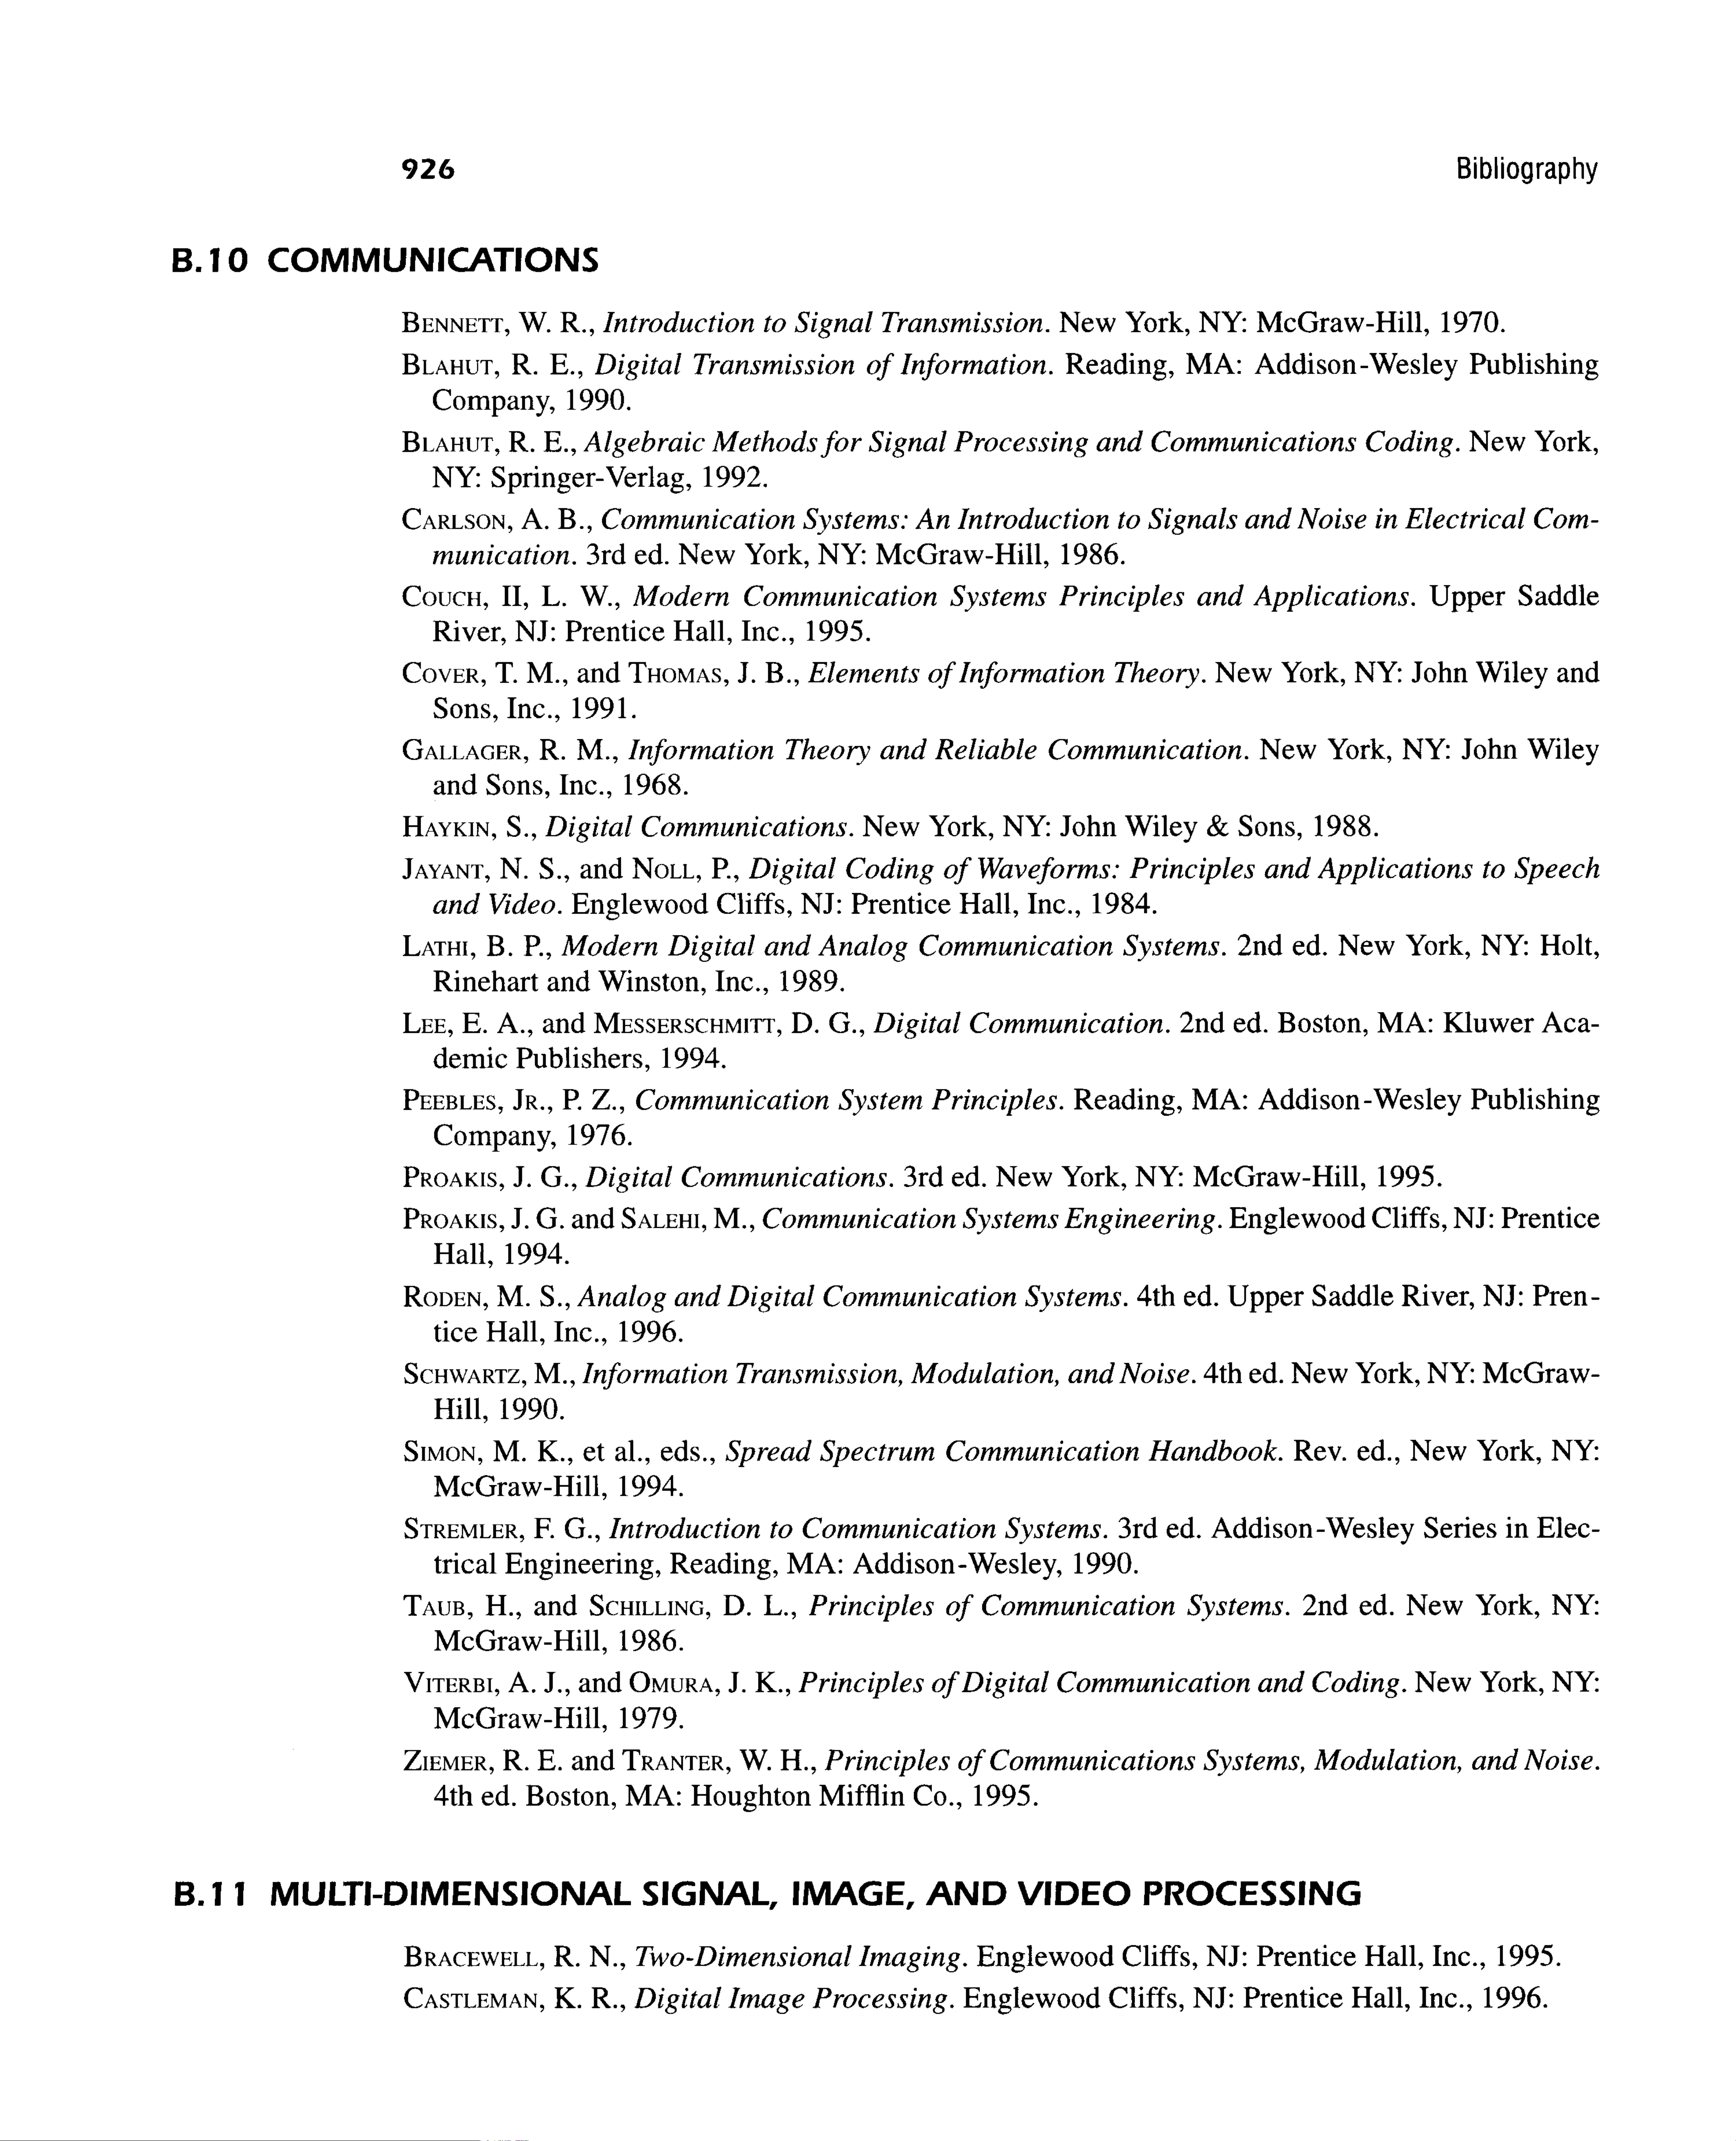 926 Bibliography
B.10 COMMUNICATIONS
BENNETT, W. R., Introduction to Signal Transmission. New York, NY: McGraw-Hill, 1970.
BLAHUT, R. E., Digital Transmission of Information. Reading, MA: Addison-Wesley Publishing
Company, 1990.
BLAHUT, R. E., Algebraic Methods for Signal Processing and Communications Coding. New York,
NY: Springer-Verlag, 1992.
CARLSON, A. B., Communication Systems: An Introduction to Signals and Noise in Electrical Com-
munication. 3rd ed. New York, NY: McGraw-Hill, 1986.
COUCH, II, L. W., Modern Communication Systems Principles and Applications. Upper Saddle
River, NJ: Prentice Hall, Inc., 1995.
COVER, T. M., and THOMAS, J. B., Elements of Information Theory. New York, NY: John Wiley and
Sons, Inc., 1991.
GALLAGER, R. M., Information Theory and Reliable Communication. New York, NY: John Wiley
and Sons, Inc., 1968.
HAYKIN, S., Digital Communications. New York, NY: John Wiley & Sons, 1988.
JAYANT, N. S., and NOLL, P., Digital Coding of Waveforms: Principles and Applications to Speech
and Video. Englewood Cliffs, NJ: Prentice Hall, Inc., 1984.
LATHI, B. P., Modern Digital and Analog Communication Systems. 2nd ed. New York, NY: Holt,
Rinehart and Winston, Inc., 1989.
LEE, E. A., and MESSERSCHMITT, D. G., Digital Communication. 2nd ed. Boston, MA: Kluwer Aca-
demic Publishers, 1994.
PEEBLES, JR., P. Z., Communication System Principles. Reading, MA: Addison-Wesley Publishing
Company, 1976.
PROAKIS, J. G., Digital Communications. 3rd ed. New York, NY: McGraw-Hill, 1995.
PROAKIS, J. G. and SALEHI, M., Communication Systems Engineering. Englewood Cliffs, NJ: Prentice
Hall, 1994.
RODEN, M. S., Analog and Digital Communication Systems. 4th ed. Upper Saddle River, NJ: Pren-
tice Hall, Inc., 1996.
SCHWARTZ, M., Information Transmission, Modulation, and Noise. 4th ed. New York, NY: McGraw-
Hill, 1990.
SIMON, M. K., et al., eds., Spread Spectrum Communication Handbook. Rev. ed., New York, NY:
McGraw-Hill, 1994.
STREMLER, F. G., Introduction to Communication Systems. 3rd ed. Addison-Wesley Series in Elec-
trical Engineering, Reading, MA: Addison-Wesley, 1990.
TAUB, H., and SCHILLING, D. L., Principles of Communication Systems. 2nd ed. New York, NY:
McGraw-Hill, 1986.
VITERBI, A. J., and OMURA, J. K., Principles of Digital Communication and Coding. New York, NY:
McGraw-Hill, 1979.
ZIEMER, R. E. and TRANTER, W. H., Principles of Communications Systems, Modulation, and Noise.
4th ed. Boston, MA: Houghton Mifflin Co., 1995.
B.11 MULTI-DIMENSIONAL SIGNAL, IMAGE, AND VIDEO PROCESSING
BRACEWELL, R. N., Two-Dimensional Imaging. Englewood Cliffs, NJ: Prentice Hall, Inc., 1995.
CASTLEMAN, K. R., Digital Image Processing. Englewood Cliffs, NJ: Prentice Hall, Inc., 1996.